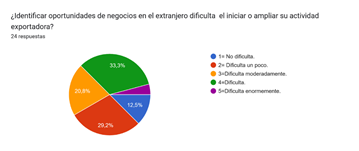 ¿Identificar oportunidades de negocios en el extranjero dificulta el iniciar o ampliar su actividad
exportadora?
24 respuestas
1= No dificulta.
2= Dificulta un poco.
3=Dificulta moderadamente.
4=Dificulta.
5=Dificulta enormemente.
33,3%
20,8%
12,5%
29,2%